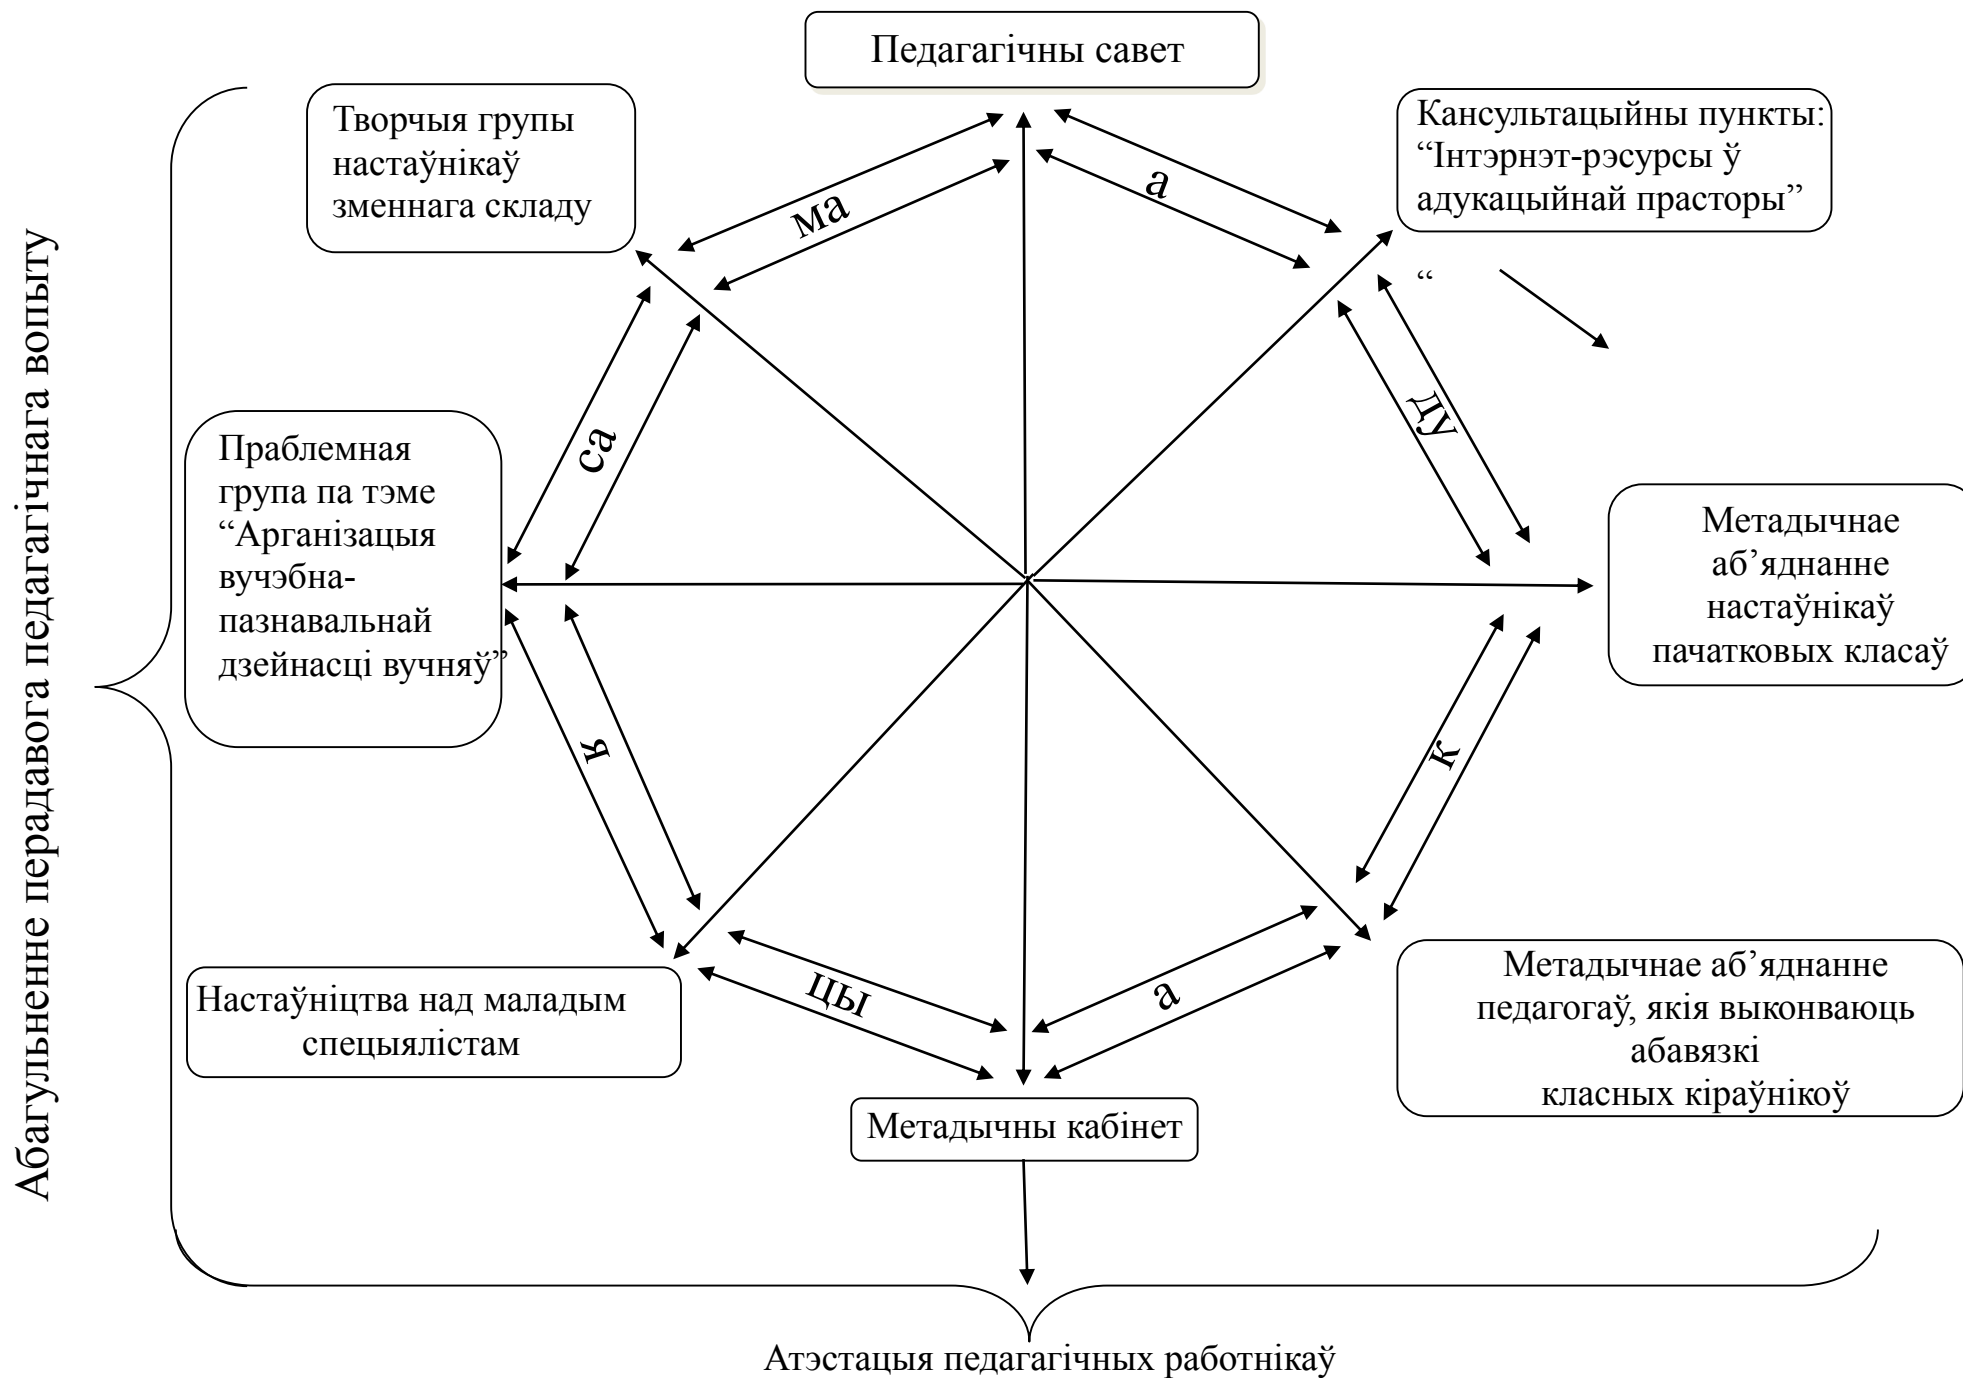 Педагагічны савет
Творчыя групы
настаўнікаў
зменнага складу
Кансультацыйны пункты:
“Інтэрнэт-рэсурсы ў
адукацыйнай прасторы”
“
ма
а
са
ду
Абагульненне перадавога педагагічнага вопыту
Праблемная
група па тэме
“Арганізацыя
вучэбна-
пазнавальнай
дзейнасці вучняў”
Метадычнае
аб’яднанне
настаўнікаў
пачатковых класаў
я
к
цы
а
Настаўніцтва над маладым
спецыялістам
Метадычнае аб’яднанне
педагогаў, якія выконваюць
абавязкі
класных кіраўнікоў
Метадычны кабінет
Атэстацыя педагагічных работнікаў